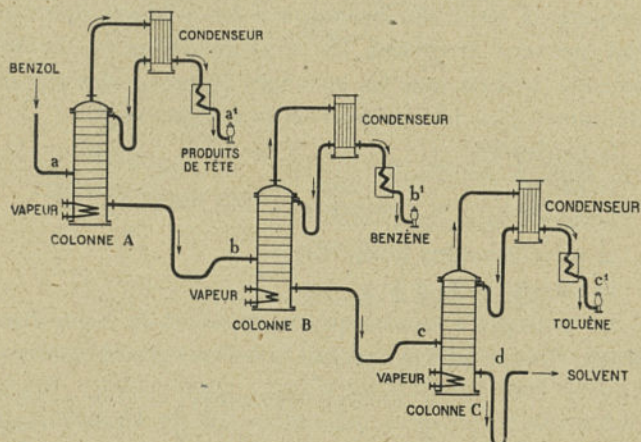 CONDENSEUR
BENZOL
a
a¹
PRODUITS
DE TÊTE
VAPEUR
COLONNE A
CONDENSEUR
b
b¹
BENZÈNE
VAPEUR
COLONNE B
CONDENSEUR
c
c¹
TOLUÈNE
d
VAPEUR
SOLVENT
COLONNE C